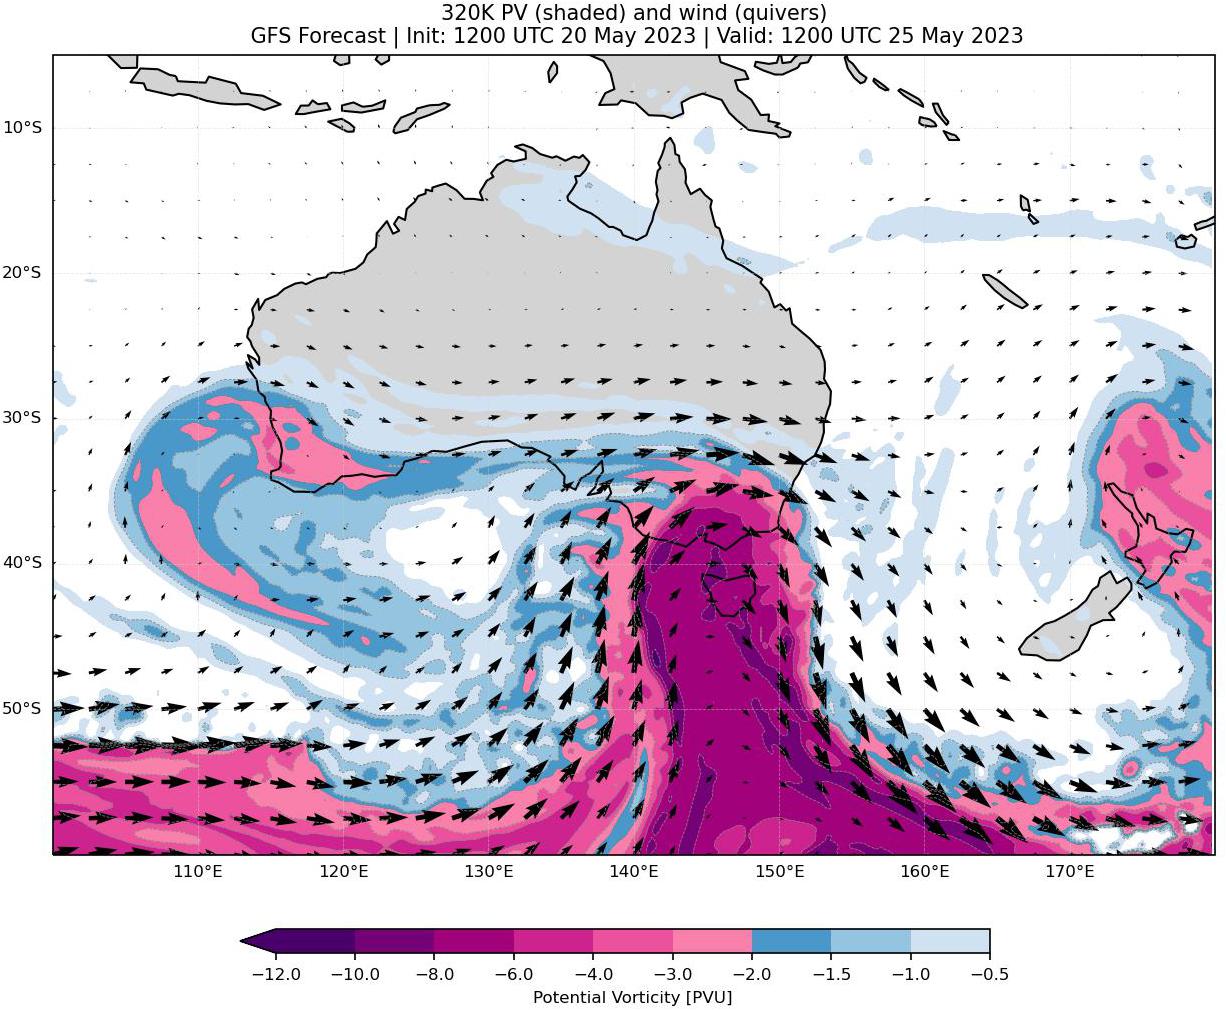 320K PV (shaded) and wind (quivers)
GFS Forecast | Init: 1200 UTC 20 May 2023 | Valid: 1200 UTC 25 May 2023
10°S
20°S
30°S
40°S
50°S
110°E 120°E 130°E 140°E 150°E 160°E 170°E
−12.0 −10.0 −8.0 −6.0 −4.0 −3.0 −2.0 −1.5 −1.0 −0.5
Potential Vorticity [PVU]